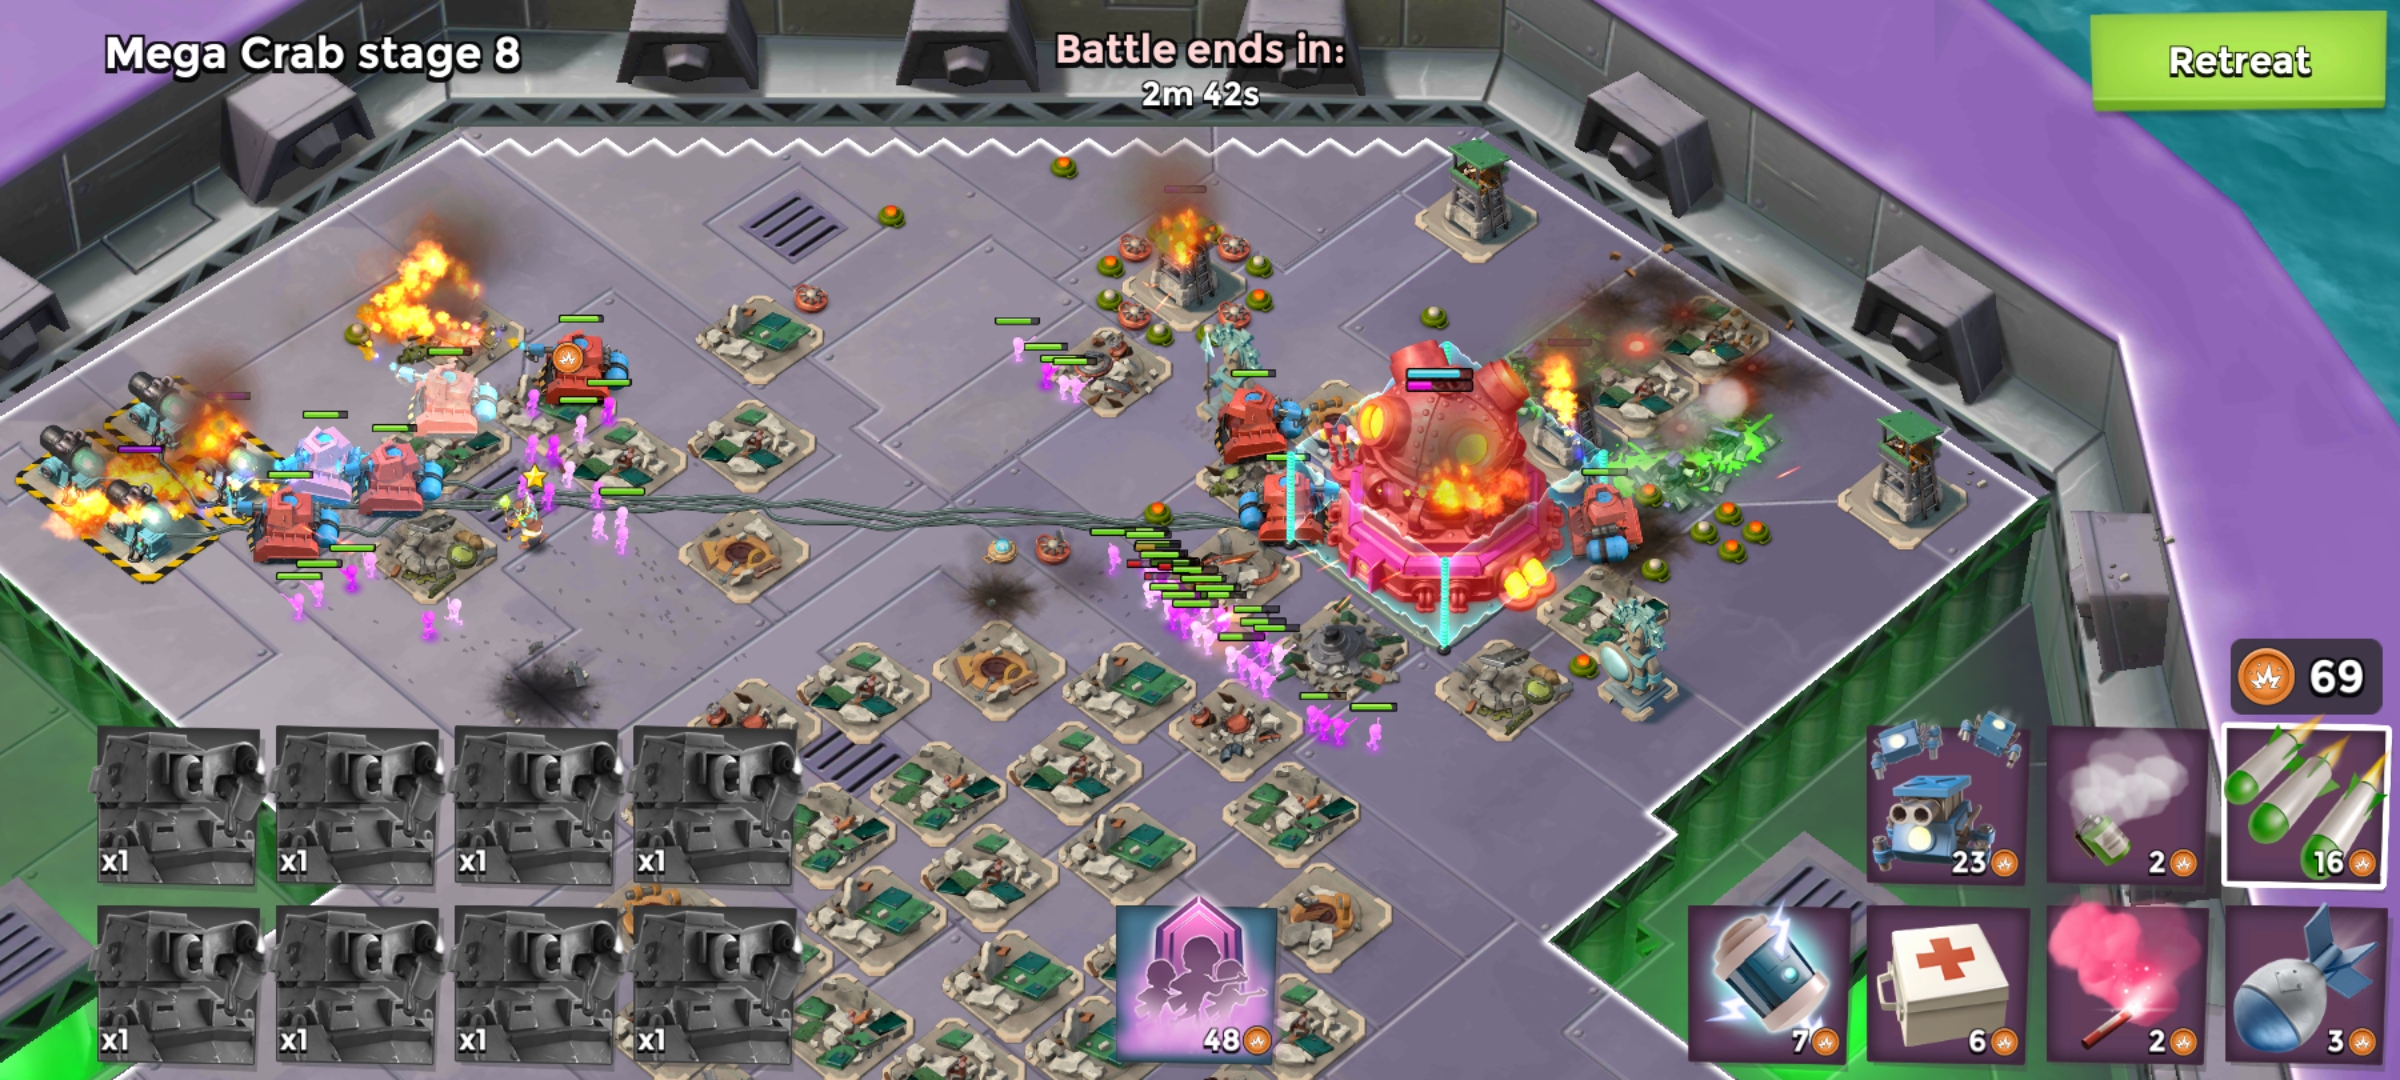 Mega Crab stage 8
Battle ends in:
2m 42s
Retreat
69
x1
x1
x1
x1
23
2
16
x1
x1
x1
x1
48
7
6
2
3